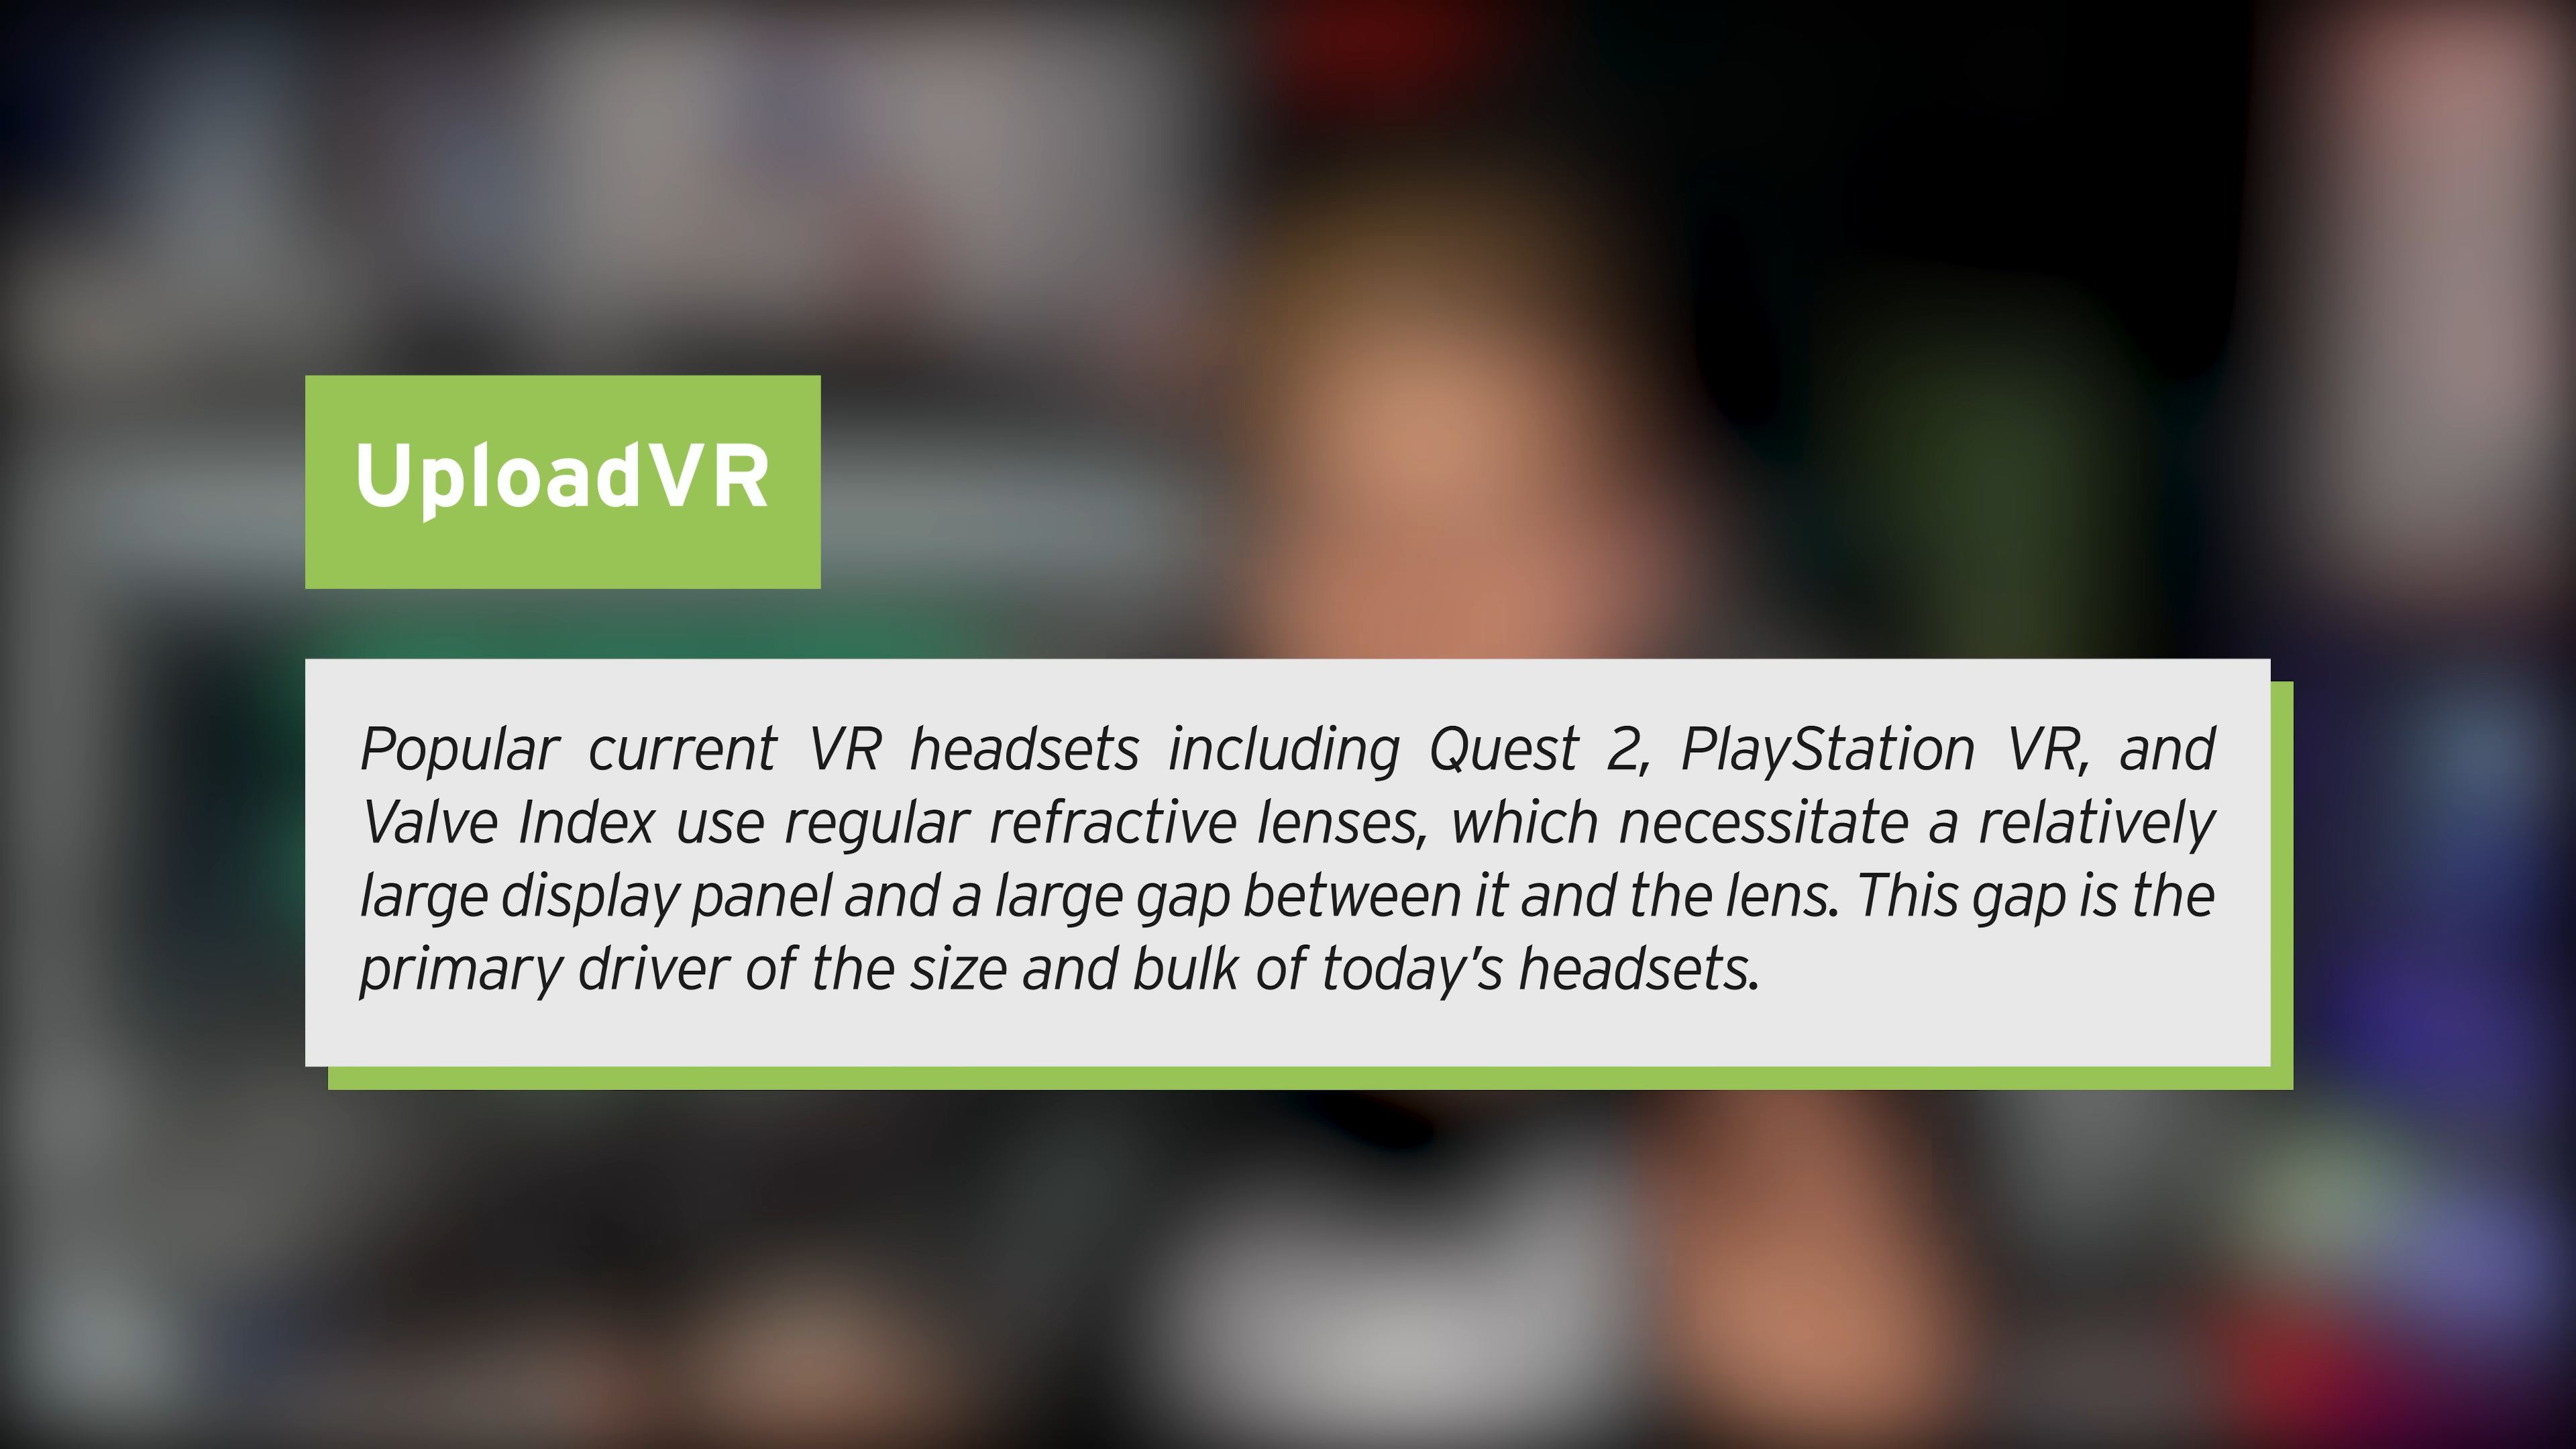 UploadVR
Popular current VR headsets including Quest 2, PlayStation VR, and
Valve Index use regular refractive lenses, which necessitate a relatively
large display panel and a large gap between it and the lens. This gap is the
primary driver of the size and bulk of today’s headsets.